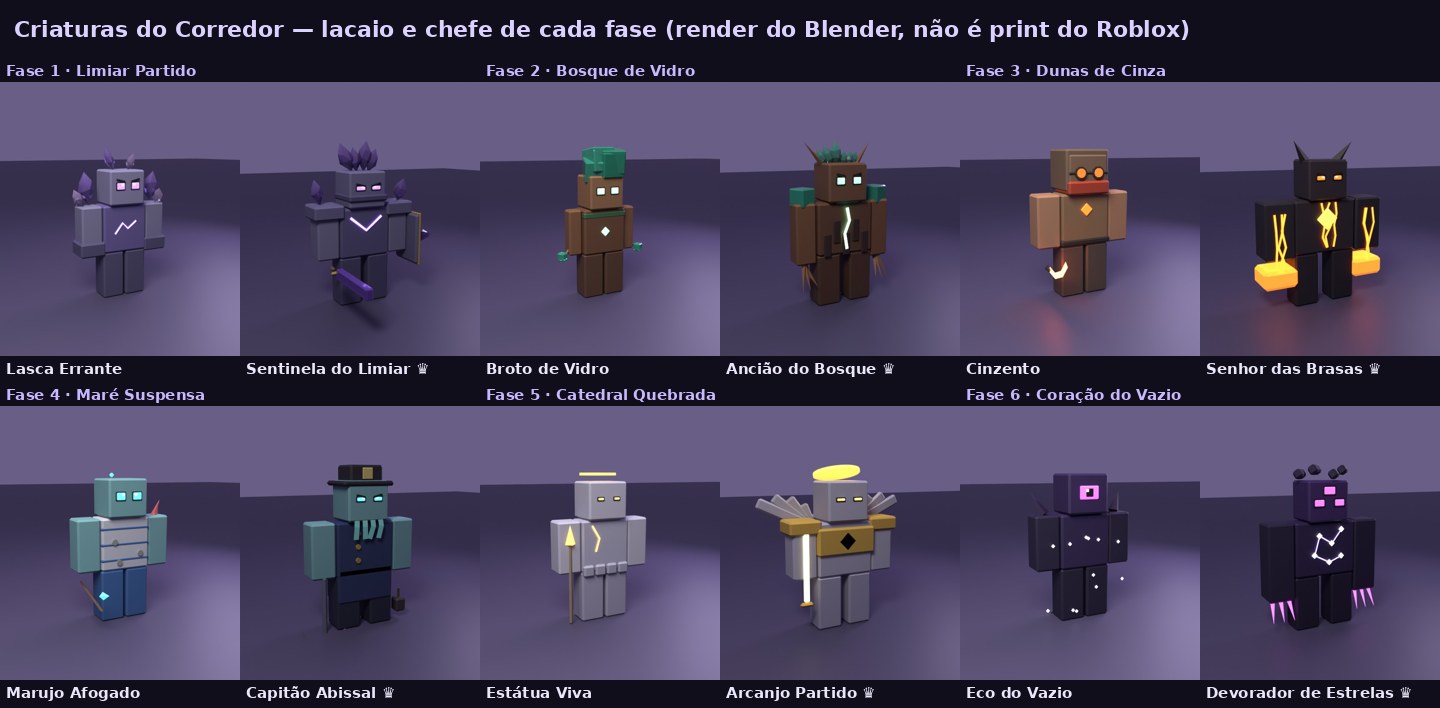 Criaturas do Corredor — lacaio e chefe de cada fase (render do Blender, não é print do Roblox)
Fase 1 · Limiar Partido
Fase 2 · Bosque de Vidro
Fase 3 · Dunas de Cinza
Lasca Errante
Sentinela do Limiar ♛
Broto de Vidro
Ancião do Bosque ♛
Cinzento
Senhor das Brasas ♛
Fase 4 · Maré Suspensa
Fase 5 · Catedral Quebrada
Fase 6 · Coração do Vazio
Marujo Afogado
Capitão Abissal ♛
Estátua Viva
Arcanjo Partido ♛
Eco do Vazio
Devorador de Estrelas ♛